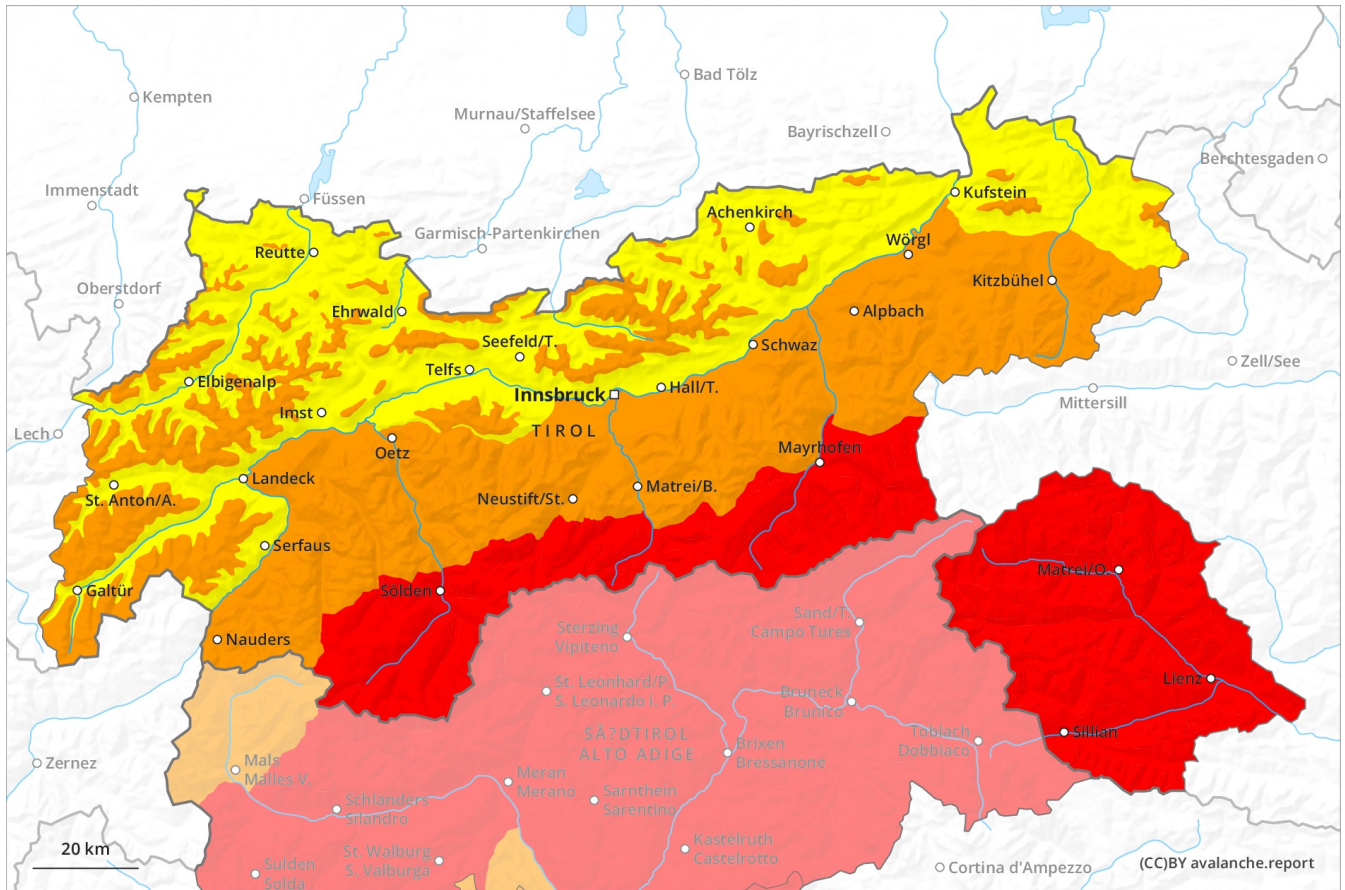 Bad Tölz
Kempten
Murnau/Staffelsee
Bayrischzell
Berchtesgaden
Immenstadt
Füssen
Kufstein
Achenkirch
Garmisch-Partenkirchen
Wörgl
Reutte
Oberstdorf
Kitzbühel
Ehrwald
Alpbach
Seefeld/T.
Schwaz
Zell/See
Telfs
Elbigenalp
Innsbruck
Hall/T.
Mittersill
Imst
Lech
TIROL
Oetz
Mayrhofen
Landeck
St. Anton/A.
Neustift/St.
Matrei/B.
Serfaus
Matrei/O.
Galtür
Sölden
Sand/T.
Campo Tures
Sterzing
Vipiteno
Nauders
Lienz
St. Leonhard/P.
S. Leonardo i. P.
Bruneck
Brunico
SÃ?DTIROL
ALTO ADIGE
Toblach
Dobbiaco
Sillian
Brixen
Bressanone
Zernez
Mals
Malles V.
Meran
Merano
Sarnthein
Sarentino
Schlanders
Silandro
Kastelruth
Castelrotto
20 km
St. Walburg
S. Valburga
Sulden
Solda
Cortina d'Ampezzo
(CC)BY avalanche.report